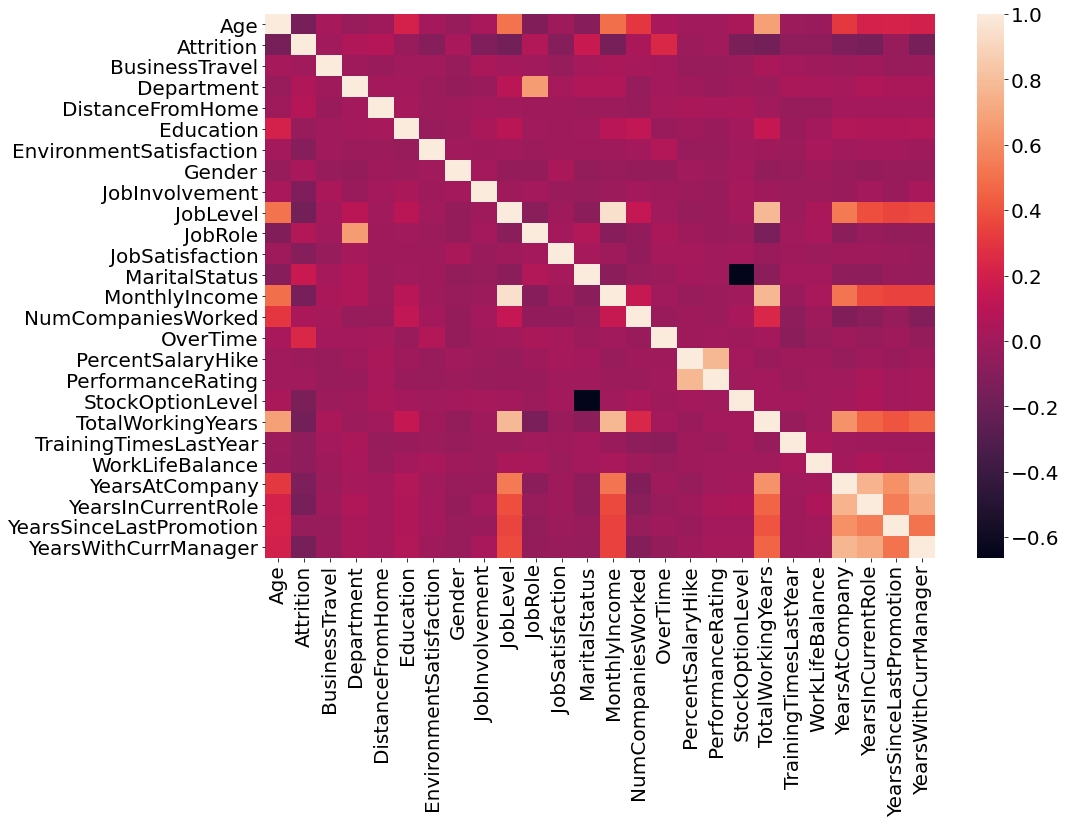 Age
Attrition
BusinessTravel
Department
DistanceFromHome
Education
EnvironmentSatisfaction
Gender
JobInvolvement
JobLevel
JobRole
JobSatisfaction
MaritalStatus
MonthlyIncome
NumCompaniesWorked
OverTime
PercentSalaryHike
PerformanceRating
StockOptionLevel
TotalWorkingYears
TrainingTimesLastYear
WorkLifeBalance
YearsAtCompany
YearsInCurrentRole
YearsSinceLastPromotion
YearsWithCurrManager
Age
Attrition
BusinessTravel
Department
DistanceFromHome
Education
EnvironmentSatisfaction
Gender
JobInvolvement
JobLevel
JobRole
JobSatisfaction
MaritalStatus
MonthlyIncome
NumCompaniesWorked
OverTime
PercentSalaryHike
PerformanceRating
StockOptionLevel
TotalWorkingYears
TrainingTimesLastYear
WorkLifeBalance
YearsAtCompany
YearsInCurrentRole
YearsSinceLastPromotion
YearsWithCurrManager
1.0
0.8
0.6
0.4
0.2
0.0
−0.2
−0.4
−0.6